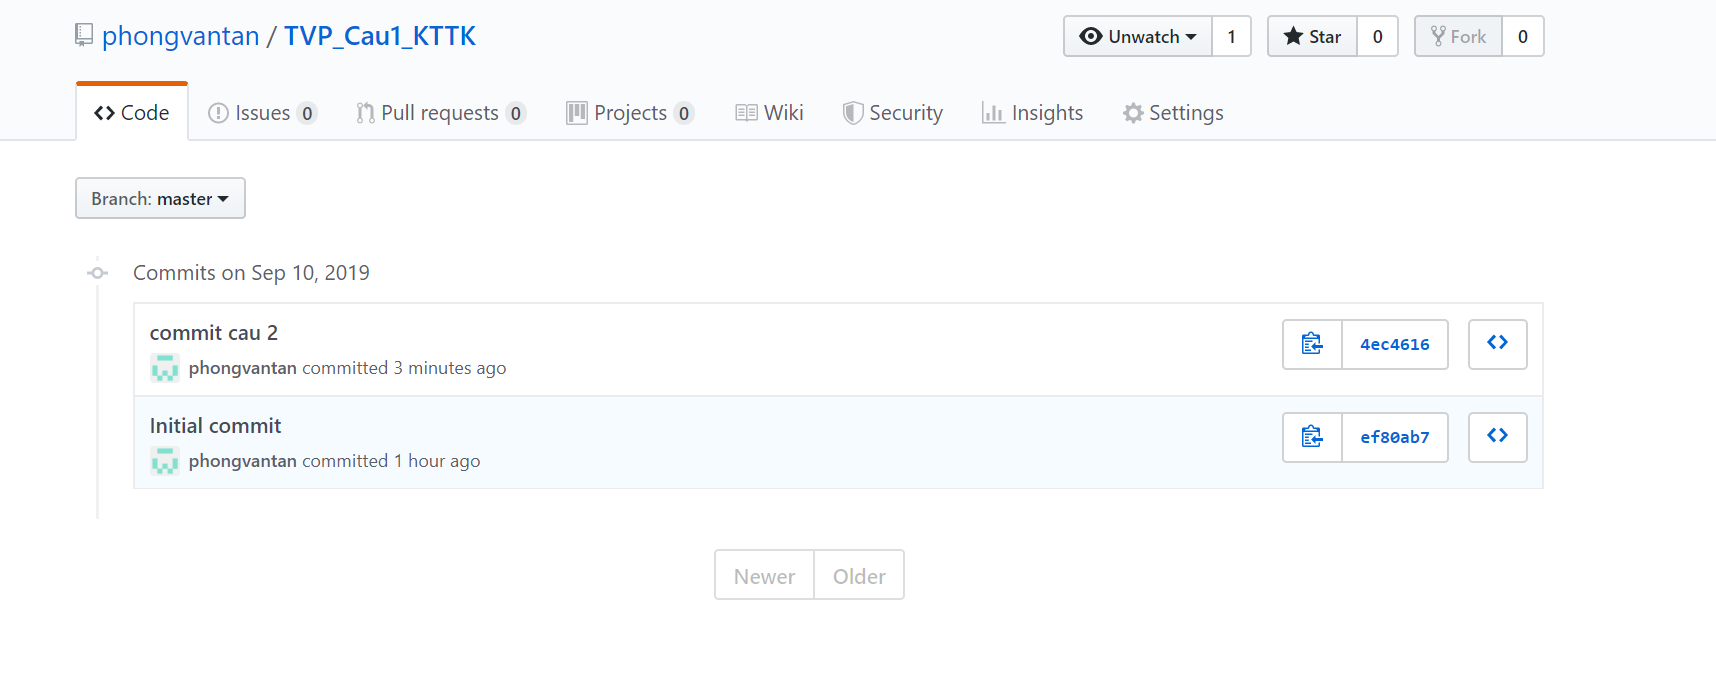 phongvantan / TVP_Cau1_KTTK
Unwatch 1 Star 0 Fork 0
Code Issues 0 Pull requests 0 Projects 0 Wiki Security Insights Settings
Branch: master
Commits on Sep 10, 2019
commit cau 2
phongvantan committed 3 minutes ago
4ec4616
Initial commit
phongvantan committed 1 hour ago
ef80ab7
Newer Older